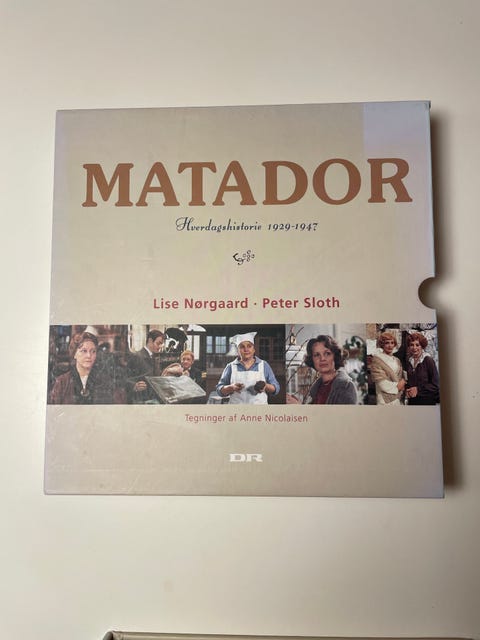 MATADOR
Hverdagshistorie 1929-1947
Lise Nørgaard · Peter Sloth
Tegninger af Anne Nicolaisen
DR